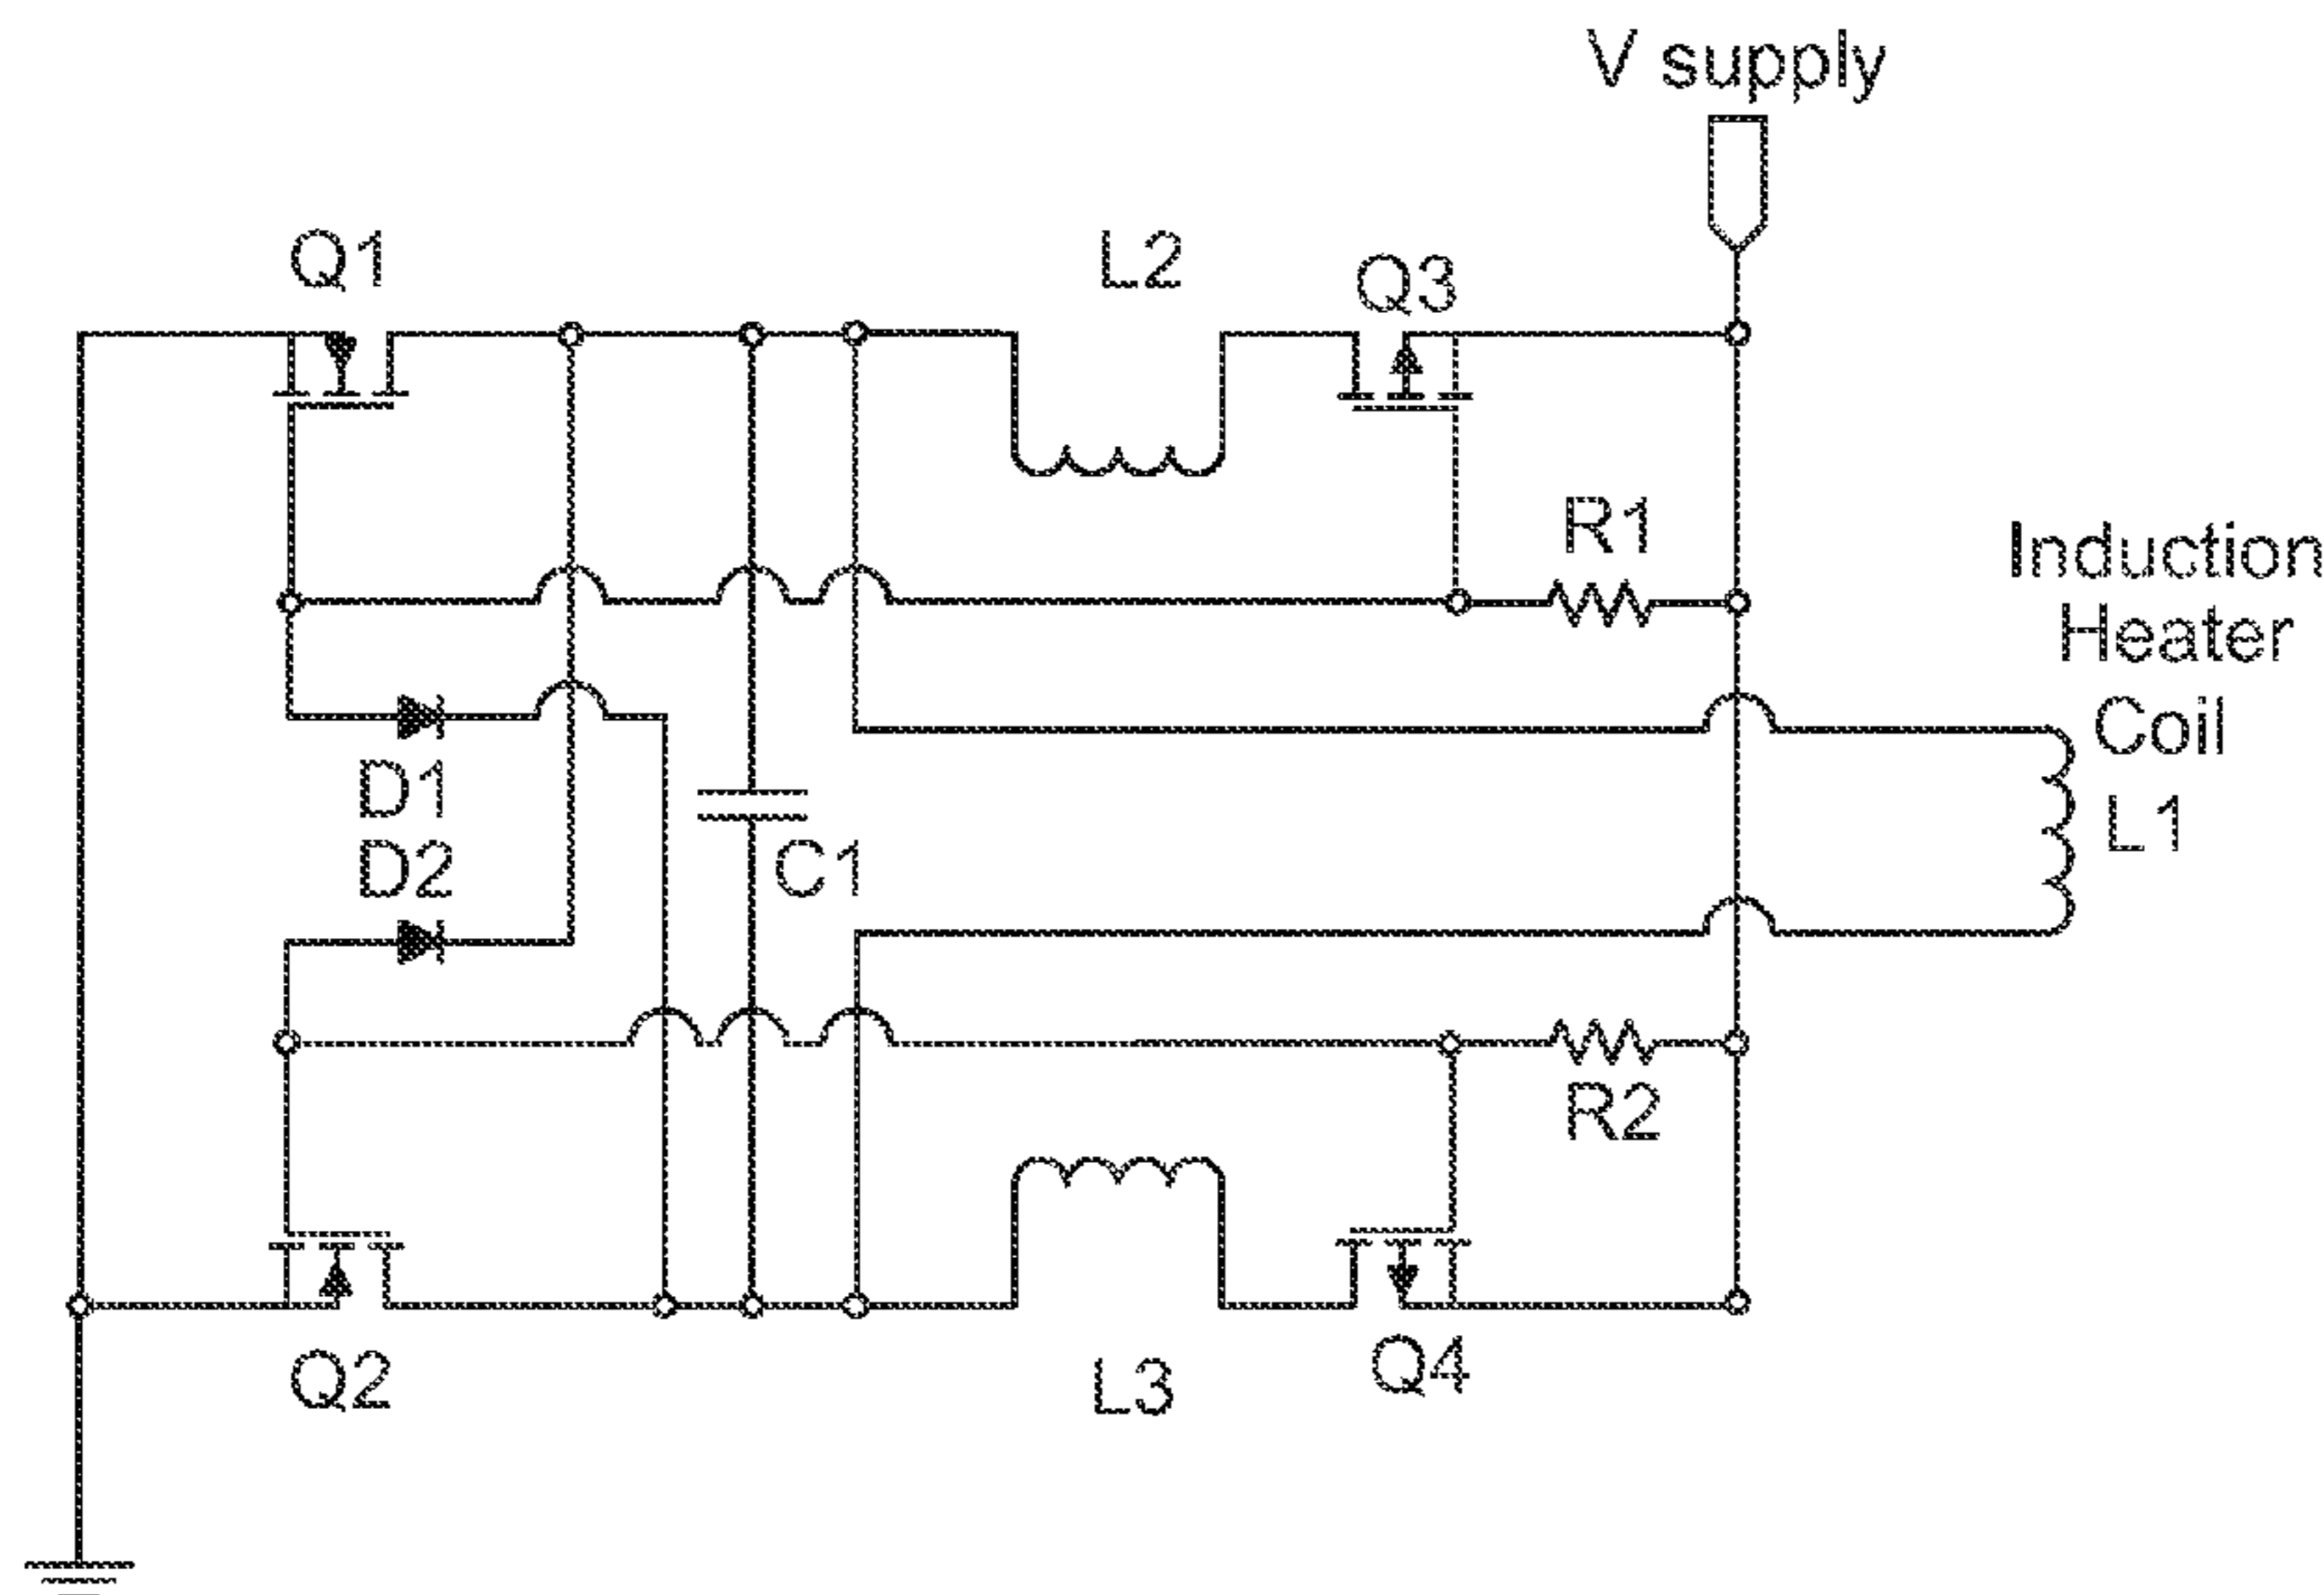 V supply
Q1
L2
Q3
R1
Induction
Heater
Coil
L1
D1
D2
C1
R2
Q2
L3
Q4